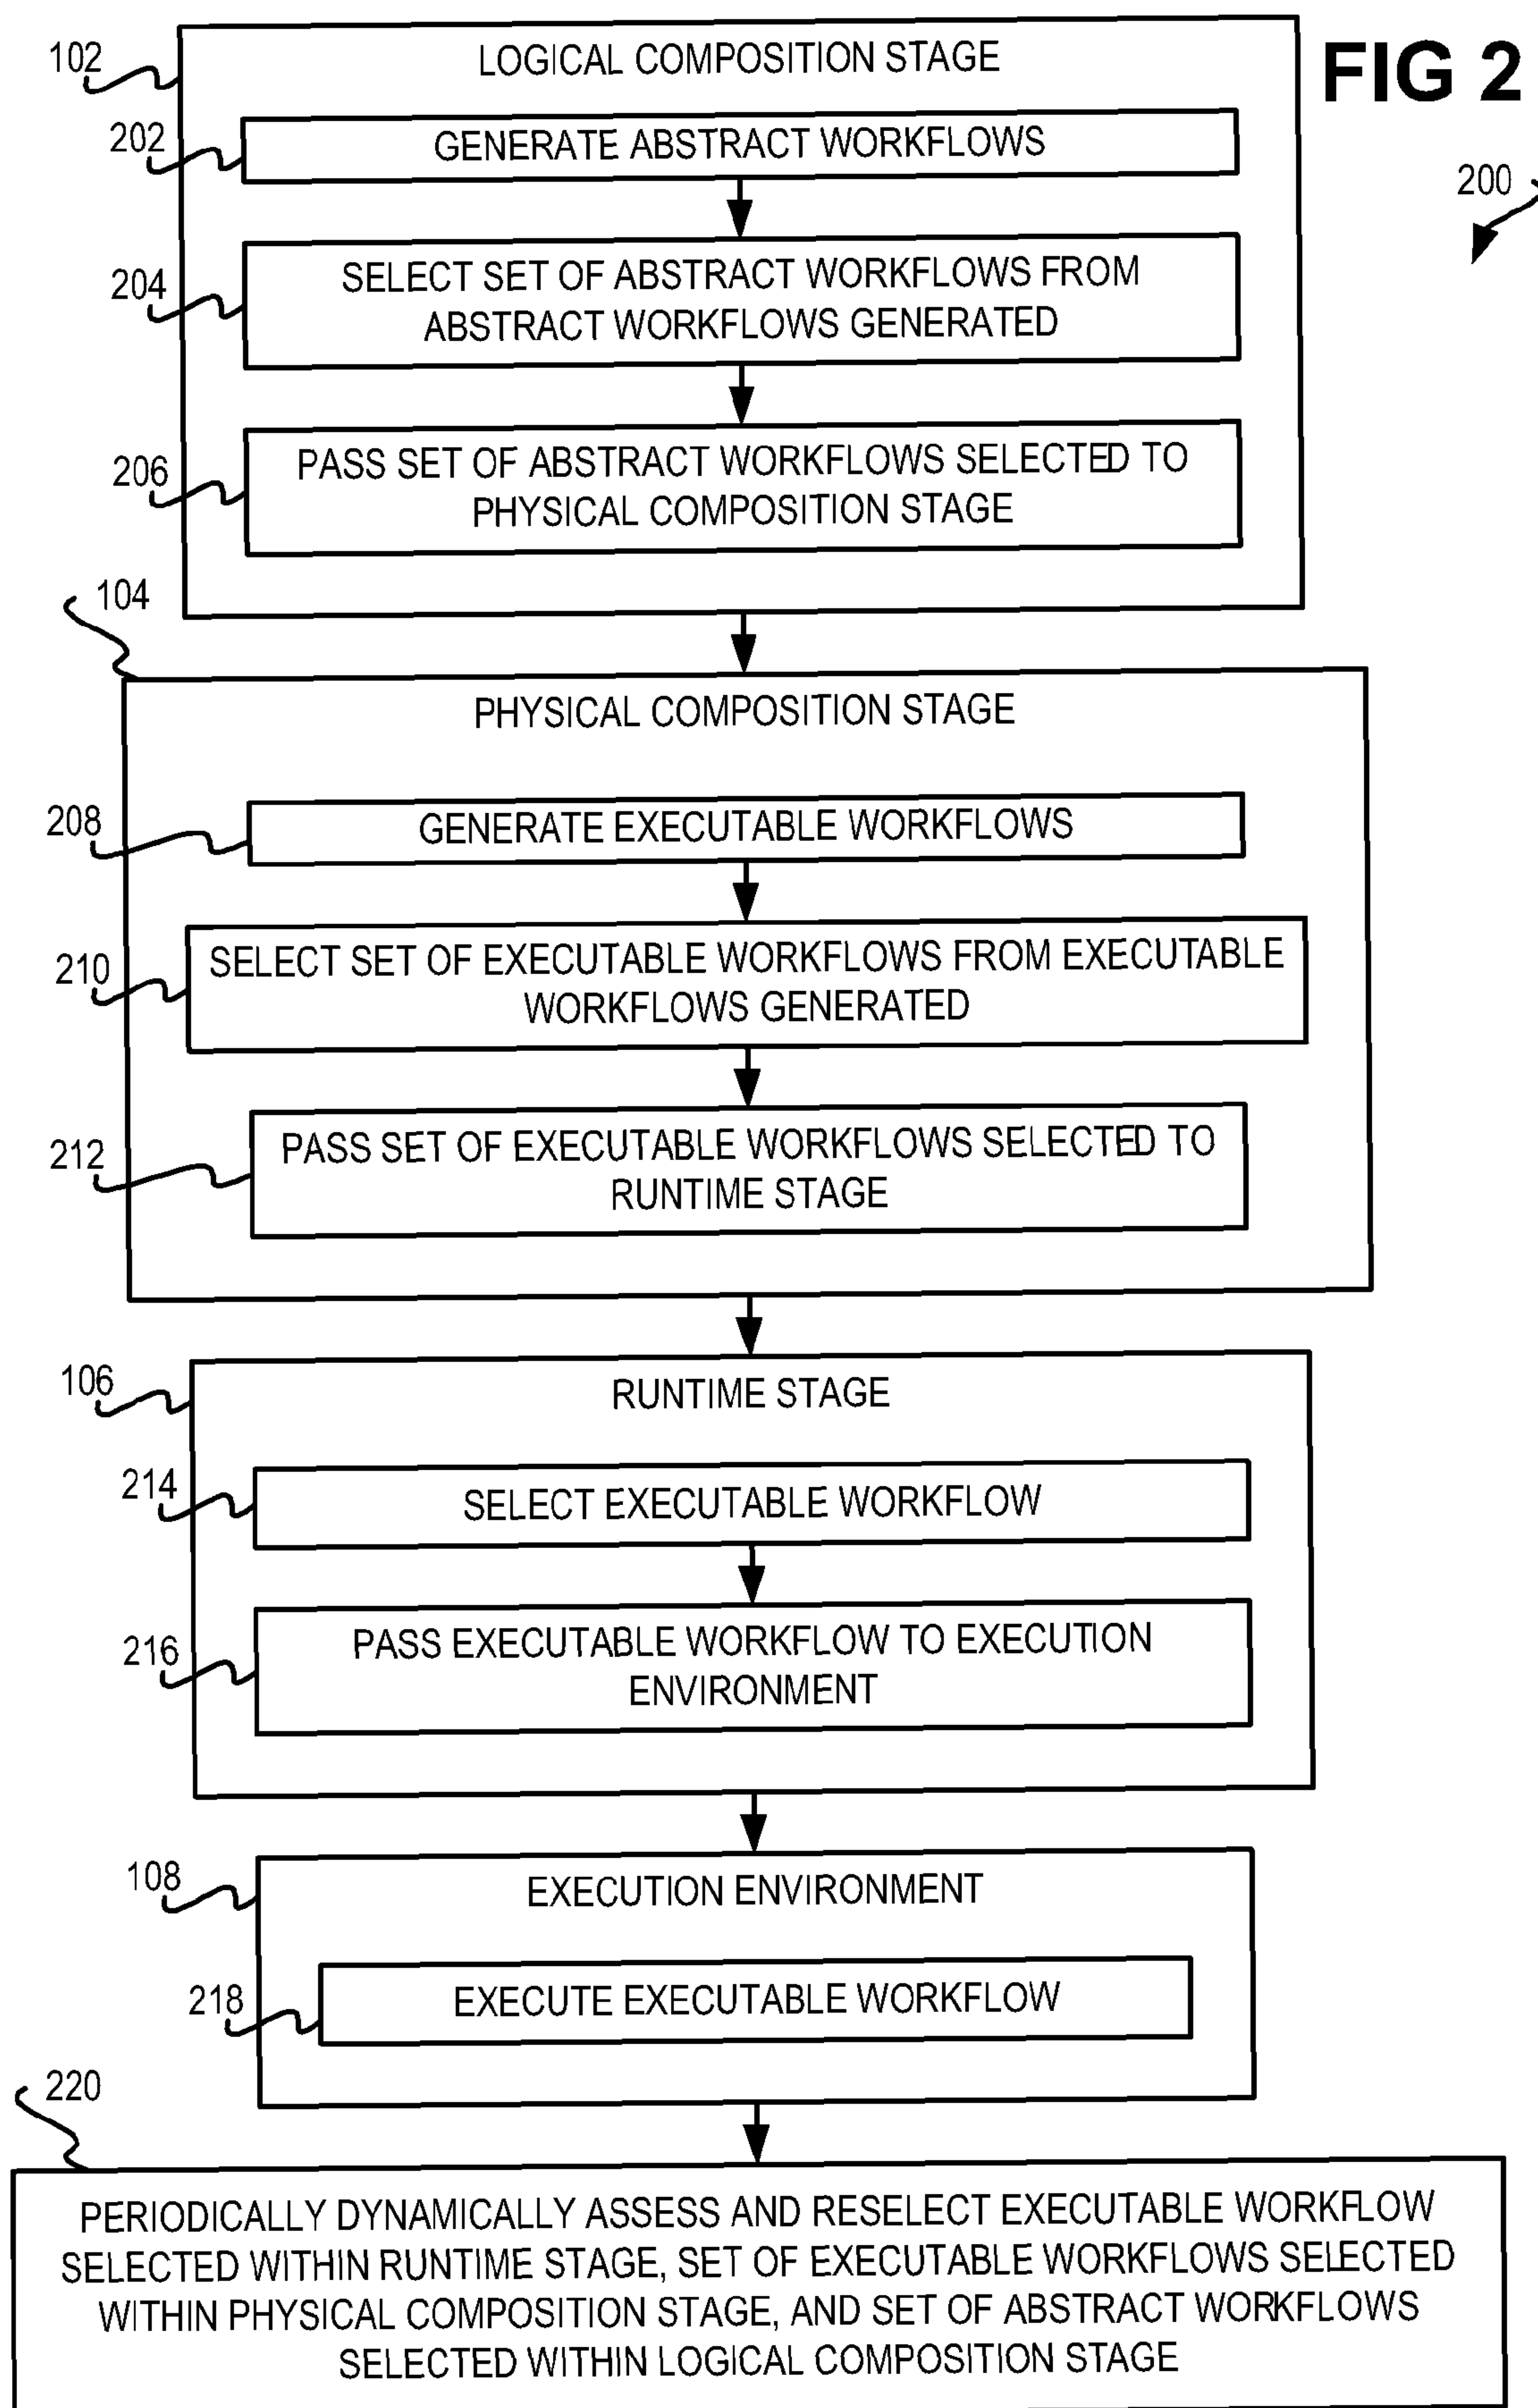 FIG 2
200
102
LOGICAL COMPOSITION STAGE
202
GENERATE ABSTRACT WORKFLOWS
204
SELECT SET OF ABSTRACT WORKFLOWS FROM
ABSTRACT WORKFLOWS GENERATED
206
PASS SET OF ABSTRACT WORKFLOWS SELECTED TO
PHYSICAL COMPOSITION STAGE
104
PHYSICAL COMPOSITION STAGE
208
GENERATE EXECUTABLE WORKFLOWS
210
SELECT SET OF EXECUTABLE WORKFLOWS FROM EXECUTABLE
WORKFLOWS GENERATED
212
PASS SET OF EXECUTABLE WORKFLOWS SELECTED TO
RUNTIME STAGE
106
RUNTIME STAGE
214
SELECT EXECUTABLE WORKFLOW
216
PASS EXECUTABLE WORKFLOW TO EXECUTION
ENVIRONMENT
108
EXECUTION ENVIRONMENT
218
EXECUTE EXECUTABLE WORKFLOW
220
PERIODICALLY DYNAMICALLY ASSESS AND RESELECT EXECUTABLE WORKFLOW
SELECTED WITHIN RUNTIME STAGE, SET OF EXECUTABLE WORKFLOWS SELECTED
WITHIN PHYSICAL COMPOSITION STAGE, AND SET OF ABSTRACT WORKFLOWS
SELECTED WITHIN LOGICAL COMPOSITION STAGE